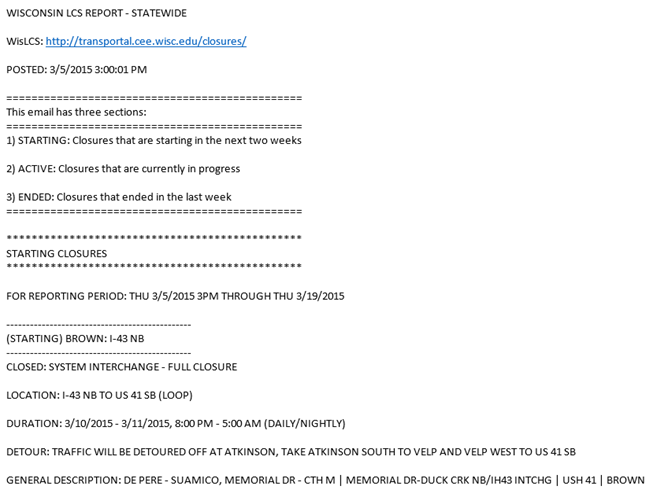 WISCONSIN LCS REPORT - STATEWIDE
WisLCS: http://transportal.cee.wisc.edu/closures/
POSTED: 3/5/2015 3:00:01 PM
===============================================
This email has three sections:
===============================================
1) STARTING: Closures that are starting in the next two weeks
2) ACTIVE: Closures that are currently in progress
3) ENDED: Closures that ended in the last week
===============================================
***********************************************
STARTING CLOSURES
***********************************************
FOR REPORTING PERIOD: THU 3/5/2015 3PM THROUGH THU 3/19/2015
-----------------------------------------------
(STARTING) BROWN: I-43 NB
-----------------------------------------------
CLOSED: SYSTEM INTERCHANGE - FULL CLOSURE
LOCATION: I-43 NB TO US 41 SB (LOOP)
DURATION: 3/10/2015 - 3/11/2015, 8:00 PM - 5:00 AM (DAILY/NIGHTLY)
DETOUR: TRAFFIC WILL BE DETOURED OFF AT ATKINSON, TAKE ATKINSON SOUTH TO VELP AND VELP WEST TO US 41 SB
GENERAL DESCRIPTION: DE PERE - SUAMICO, MEMORIAL DR - CTH M | MEMORIAL DR-DUCK CRK NB/IH43 INTCHG | USH 41 | BROWN